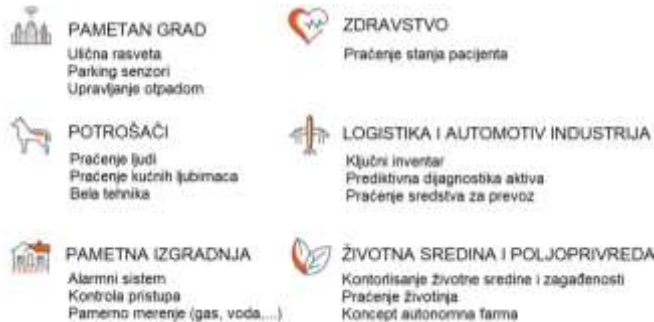 PAMETAN GRAD
Ulična rasveta
Parking senzori
Upravljanje otpadom
ZDRAVSTVO
Praćenje stanja pacijenta
POTROŠAČI
Praćenje ljudi
Praćenje kućnih ljubimaca
Bela tehnika
LOGISTIKA I AUTOMOTIV INDUSTRIJA
Ključni inventar
Prediktivna dijagnostika aktiva
Praćenje sredstva za prevoz
PAMETNA IZGRADNJA
Alarmni sistem
Kontrola pristupa
Pamerno merenje (gas, voda,...)
ŽIVOTNA SREDINA I POLJOPRIVREDA
Kontorlisanje životne sredine i zagađenosti
Praćenje životinja
Koncept autonomna farma